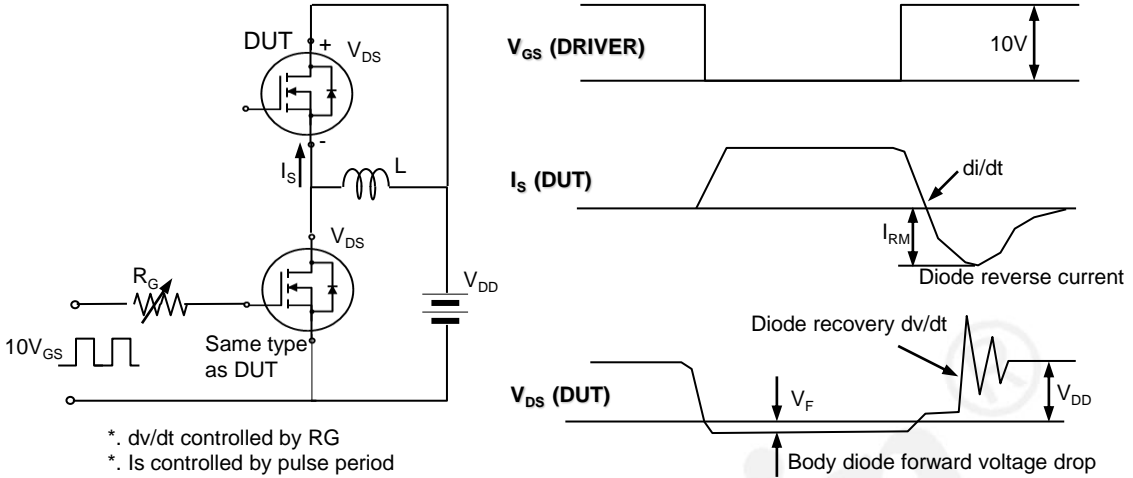 DUT
+
V_DS
-
I_S
L
V_DS
R_G
V_DD
10V_GS
Same type
as DUT
*. dv/dt controlled by RG
*. Is controlled by pulse period
V_GS (DRIVER)
10V
I_S (DUT)
di/dt
I_RM
Diode reverse current
Diode recovery dv/dt
V_DS (DUT)
V_F
V_DD
Body diode forward voltage drop